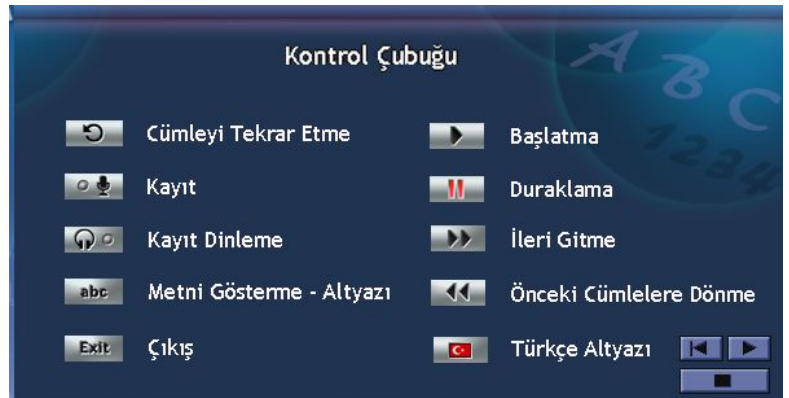 Kontrol Çubuğu
A B C
1234
Cümleyi Tekrar Etme
Başlatma
Kayıt
Duraklama
Kayıt Dinleme
İleri Gitme
abc Metni Gösterme - Altyazı
Önceki Cümlelere Dönme
Exit Çıkış
Türkçe Altyazı